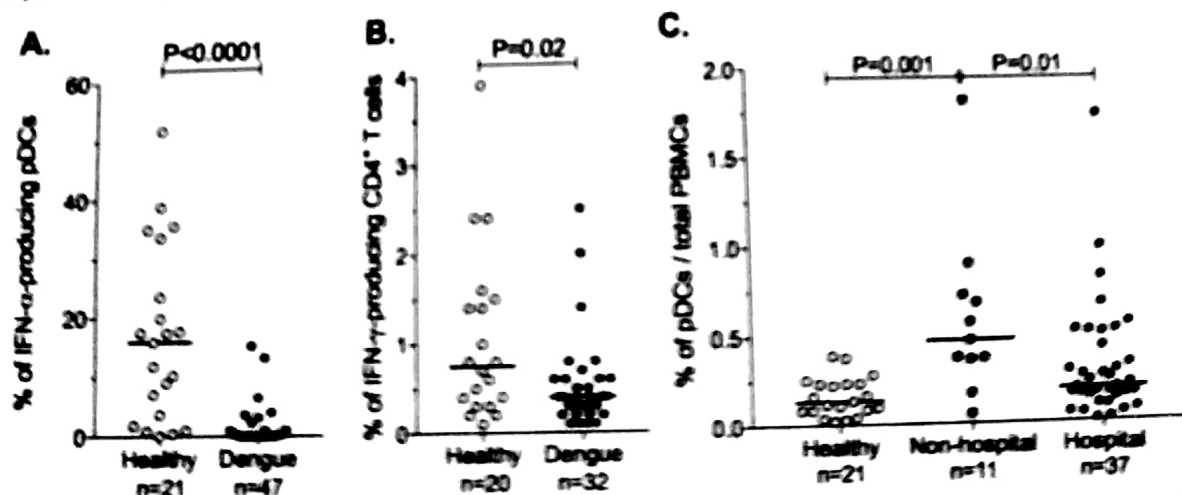 A.
P<0.0001
% of IFN-α-producing pDCs
60
40
20
0
Healthy
n=21
Dengue
n=47
B.
P=0.02
% of IFN-γ-producing CD4⁺ T cells
4
3
2
1
0
Healthy
n=20
Dengue
n=32
C.
P=0.001
P=0.01
% of pDCs / total PBMCs
2.0
1.5
1.0
0.5
0.0
Healthy
n=21
Non-hospital
n=11
Hospital
n=37